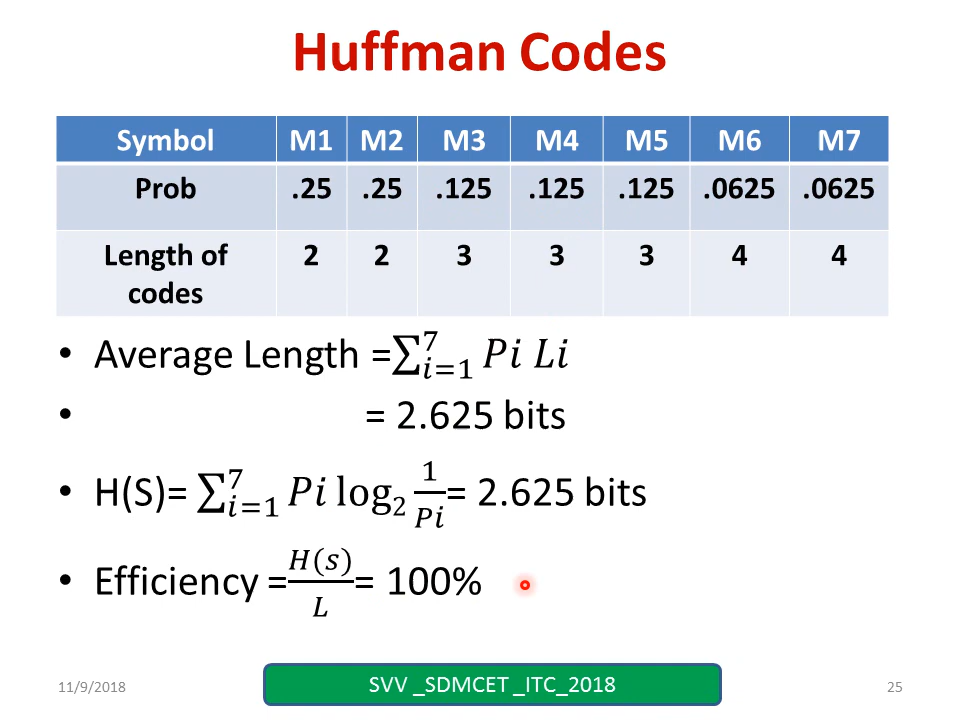 Huffman Codes
Symbol M1 M2 M3 M4 M5 M6 M7
Prob .25 .25 .125 .125 .125 .0625 .0625
Length of codes 2 2 3 3 3 4 4
• Average Length =∑_{i=1}^{7} Pi Li
• = 2.625 bits
• H(S)= ∑_{i=1}^{7} Pi log₂ 1/Pi = 2.625 bits
• Efficiency = H(s)/L = 100%
11/9/2018 SVV _SDMCET _ITC_2018 25